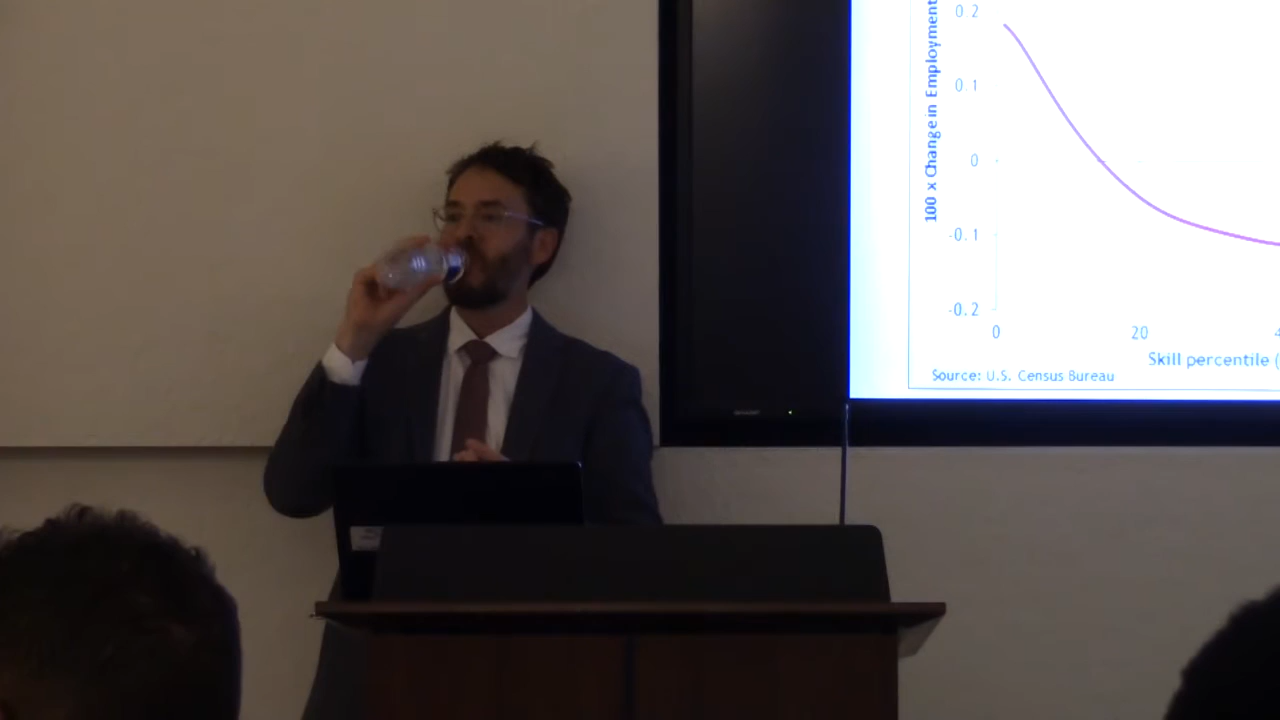 100 x Change in Employment
0.2
0.1
0
-0.1
-0.2
0
20
Skill percentile (
Source: U.S. Census Bureau
SHARP